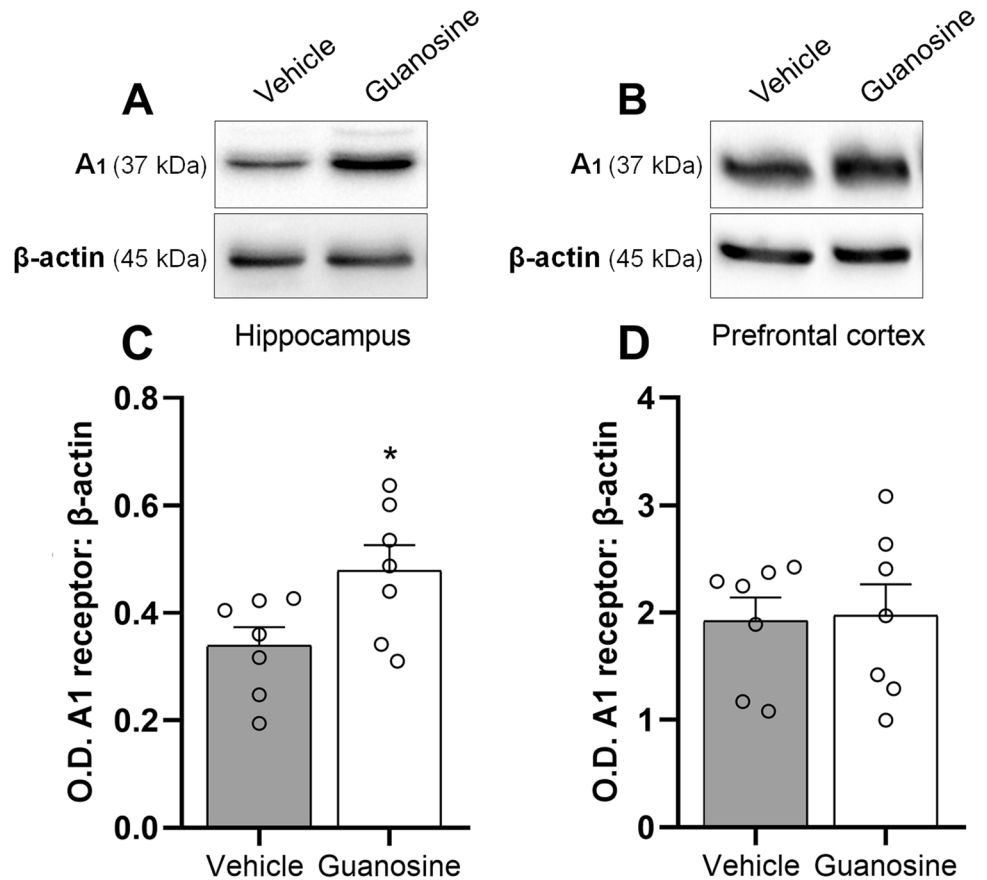 A
Vehicle
Guanosine
A1 (37 kDa)
β-actin (45 kDa)
Hippocampus
B
Vehicle
Guanosine
A1 (37 kDa)
β-actin (45 kDa)
Prefrontal cortex
C
O.D. A1 receptor: β-actin
0.8
0.6
0.4
0.2
0.0
*
Vehicle Guanosine
D
O.D. A1 receptor: β-actin
4
3
2
1
0
Vehicle Guanosine